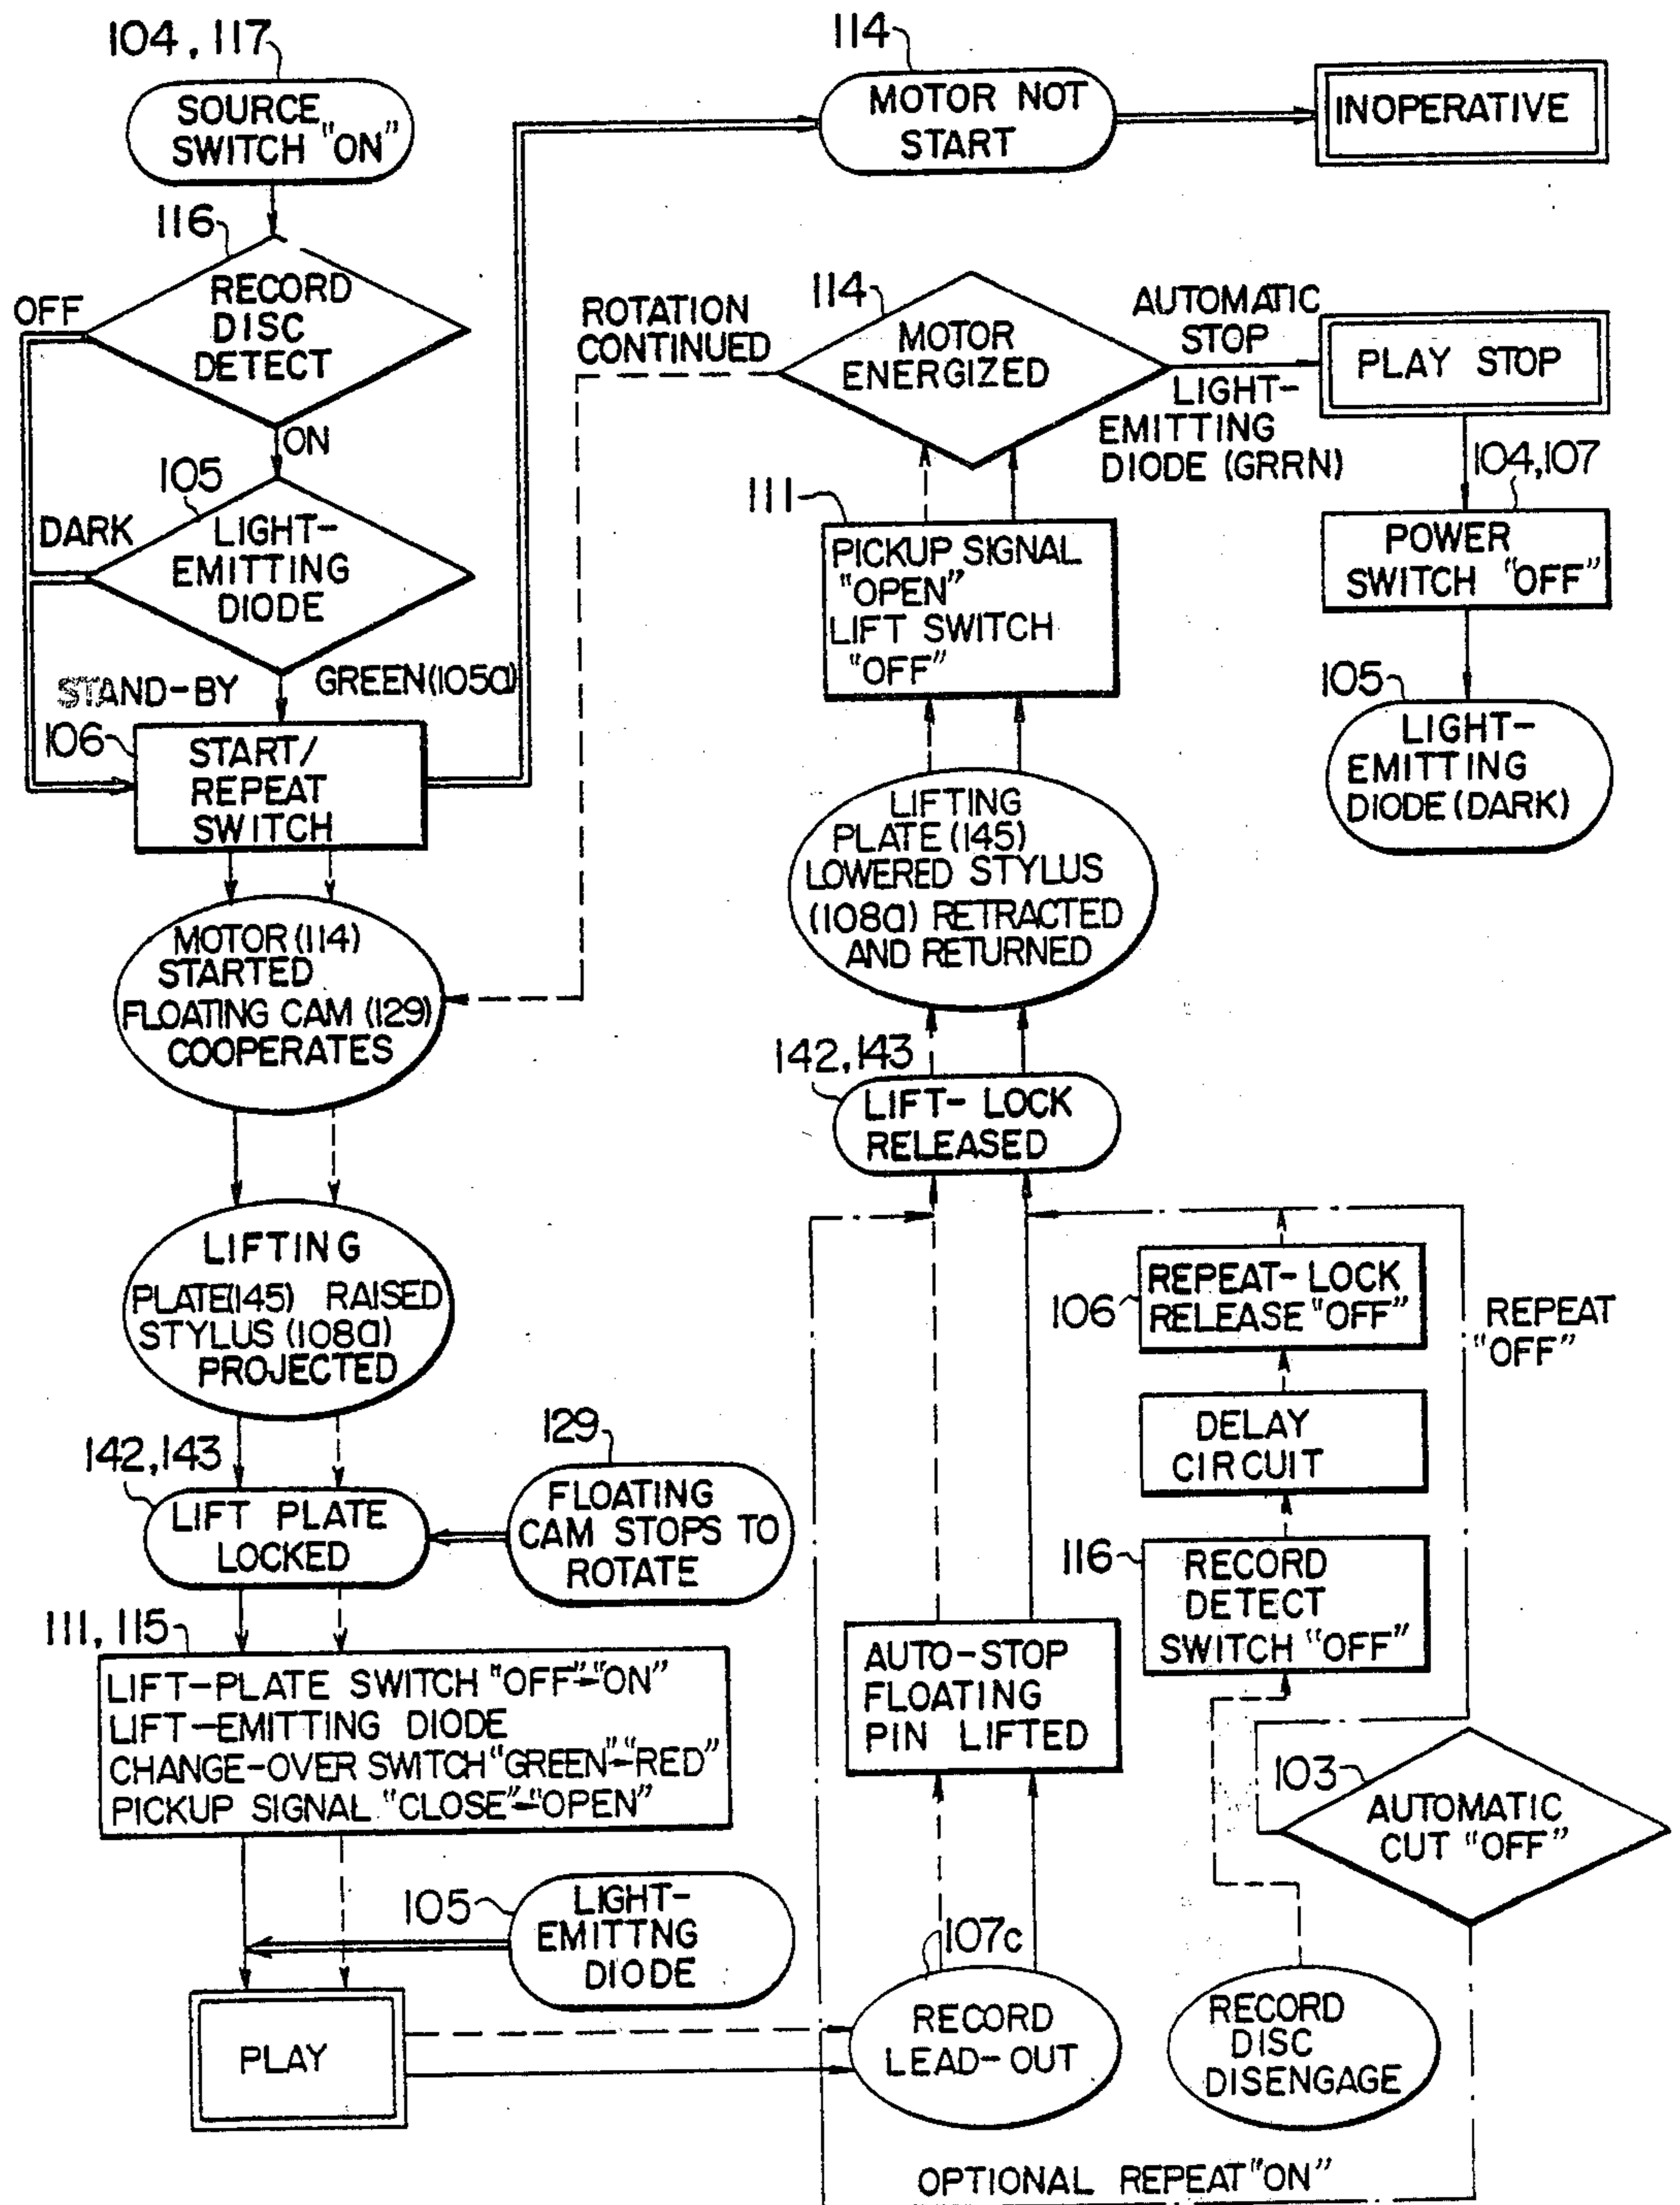 104, 117
SOURCE
SWITCH "ON"
116
RECORD
DISC
DETECT
OFF
ON
105
DARK
LIGHT-
EMITTING
DIODE
STAND-BY
GREEN(105a)
106
START/
REPEAT
SWITCH
MOTOR (114)
STARTED
FLOATING CAM (129)
COOPERATES
LIFTING
PLATE(145) RAISED
STYLUS (108a)
PROJECTED
142, 143
LIFT PLATE
LOCKED
129
FLOATING
CAM STOPS TO
ROTATE
111, 115
LIFT-PLATE SWITCH "OFF"-"ON"
LIFT-EMITTING DIODE
CHANGE-OVER SWITCH "GREEN"-"RED"
PICKUP SIGNAL "CLOSE"-"OPEN"
105
LIGHT-
EMITTNG
DIODE
PLAY
114
MOTOR NOT
START
INOPERATIVE
ROTATION
CONTINUED
114
MOTOR
ENERGIZED
AUTOMATIC
STOP
LIGHT-
EMITTING
DIODE (GRRN)
PLAY STOP
104,107
POWER
SWITCH "OFF"
105
LIGHT-
EMITTING
DIODE (DARK)
111
PICKUP SIGNAL
"OPEN"
LIFT SWITCH
"OFF"
LIFTING
PLATE (145)
LOWERED STYLUS
(108a) RETRACTED
AND RETURNED
142, 143
LIFT-LOCK
RELEASED
106
REPEAT-LOCK
RELEASE "OFF"
REPEAT
"OFF"
DELAY
CIRCUIT
116
RECORD
DETECT
SWITCH "OFF"
AUTO-STOP
FLOATING
PIN LIFTED
103
AUTOMATIC
CUT "OFF"
107c
RECORD
LEAD-OUT
RECORD
DISC
DISENGAGE
OPTIONAL REPEAT "ON"